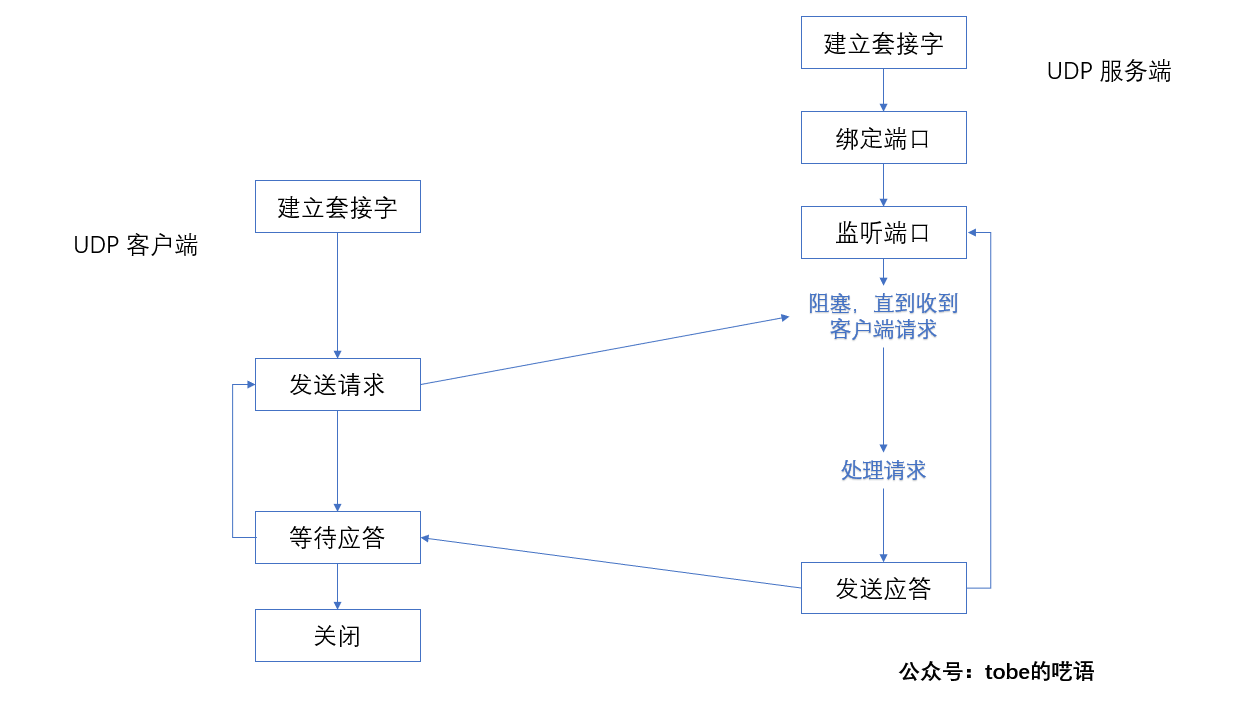 建立套接字
UDP 服务端
绑定端口
建立套接字
监听端口
UDP 客户端
阻塞，直到收到
客户端请求
发送请求
处理请求
等待应答
发送应答
关闭
公众号：tobe的呓语